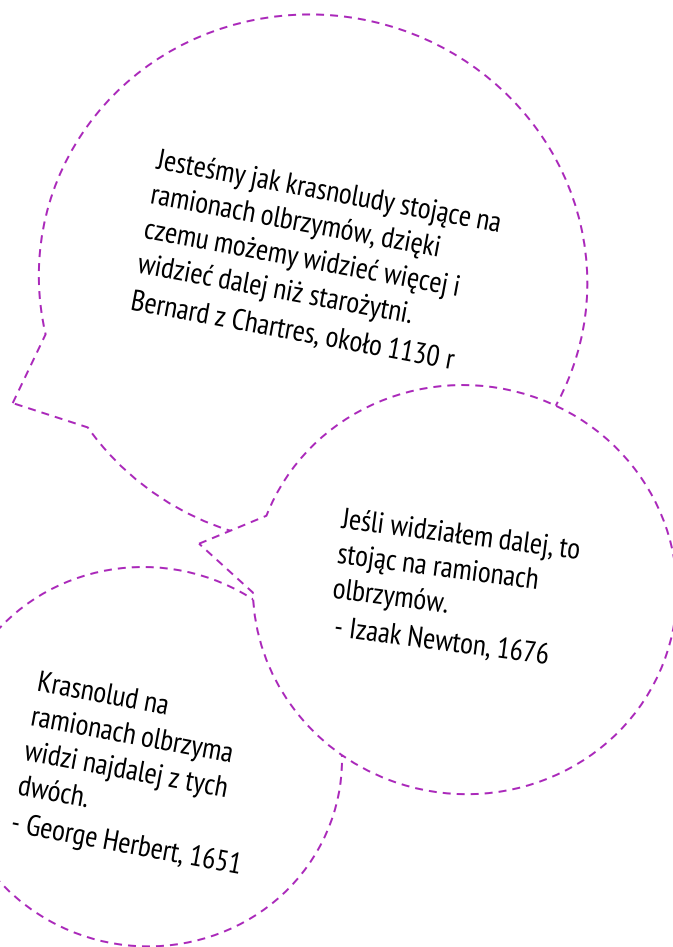 Jesteśmy jak krasnoludy stojące na
ramionach olbrzymów, dzięki
czemu możemy widzieć więcej i
widzieć dalej niż starożytni.
Bernard z Chartres, około 1130 r
Jeśli widziałem dalej, to
stojąc na ramionach
olbrzymów.
- Izaak Newton, 1676
Krasnolud na
ramionach olbrzyma
widzi najdalej z tych
dwóch.
- George Herbert, 1651